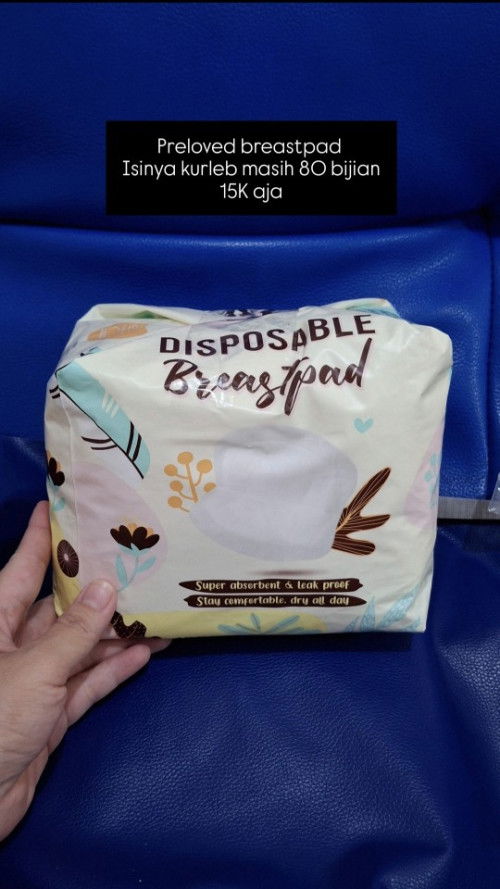 Preloved breastpad
Isinya kurleb masih 80 bijian
15K aja
DISPOSABLE
Breastpad
Super absorbent & leak proof
Stay comfortable, dry all day